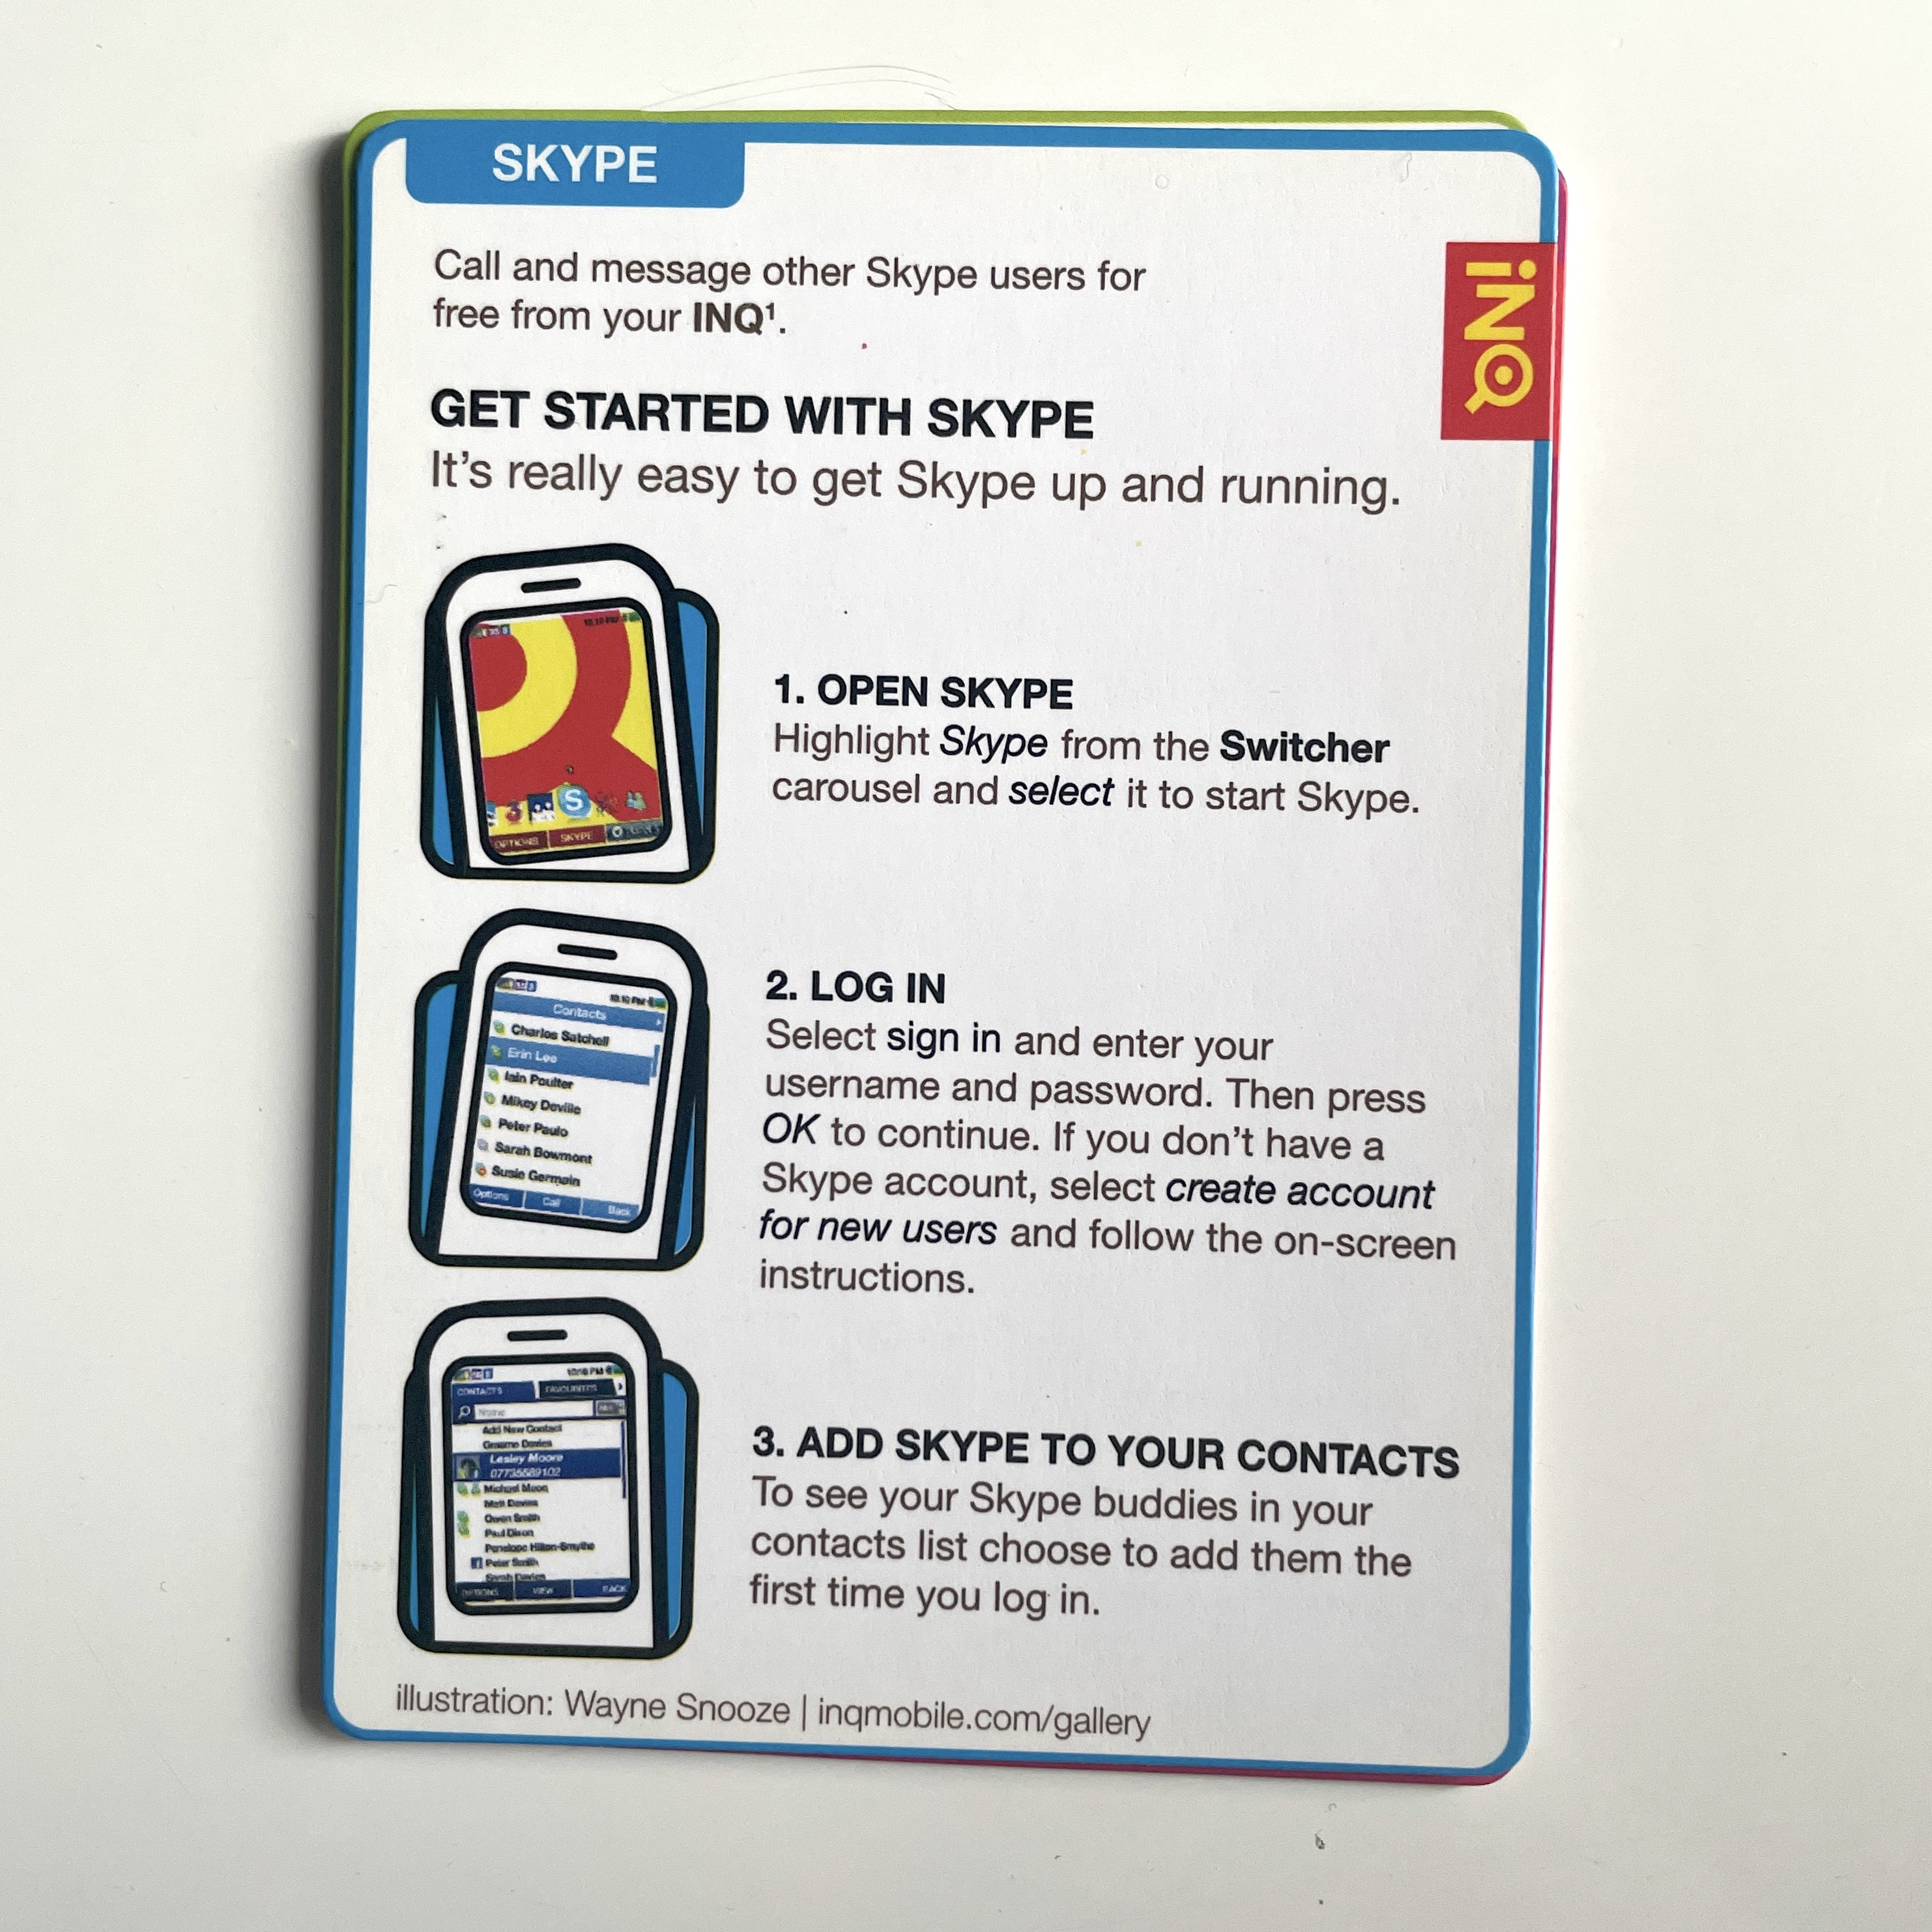 SKYPE
Call and message other Skype users for
free from your INQ¹.
iNQ
GET STARTED WITH SKYPE
It's really easy to get Skype up and running.
OPTIONS SKYPE
1. OPEN SKYPE
Highlight Skype from the Switcher
carousel and select it to start Skype.
10.10 PM
Contacts
Charles Satchell
Erin Lee
Iain Poulter
Mikey Deville
Peter Paulo
Sarah Bowmont
Susie Germain
Options Call Back
2. LOG IN
Select sign in and enter your
username and password. Then press
OK to continue. If you don't have a
Skype account, select create account
for new users and follow the on-screen
instructions.
CONTACTS FAVOURITES
Name
Add New Contact
Graeme Davies
Lesley Moore
07735589102
Michael Moon
Matt Davies
Owen Smith
Paul Dixon
Penelope Hilton-Smythe
Peter Smith
Sarah Davies
OPTIONS VIEW BACK
3. ADD SKYPE TO YOUR CONTACTS
To see your Skype buddies in your
contacts list choose to add them the
first time you log in.
illustration: Wayne Snooze | inqmobile.com/gallery